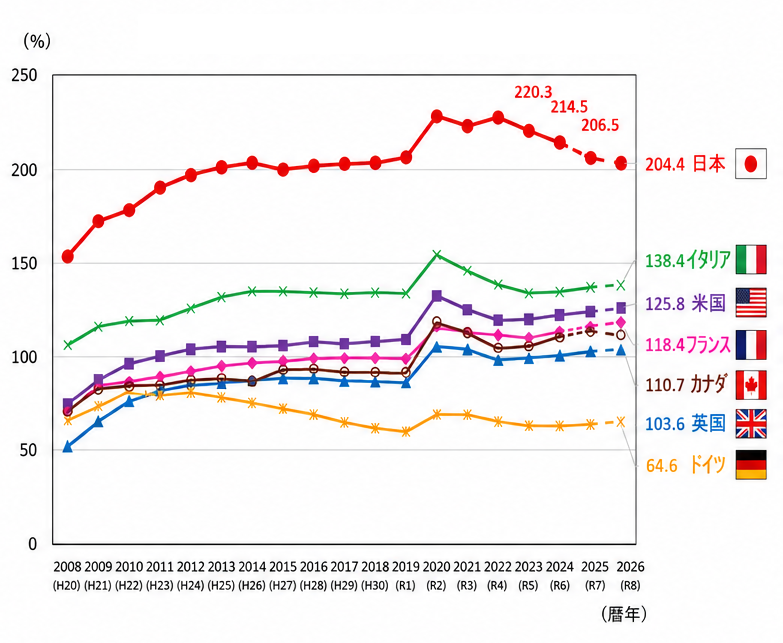 (%)
250
200
150
100
50
0
220.3
214.5
206.5
204.4 日本
138.4 イタリア
125.8 米国
118.4 フランス
110.7 カナダ
103.6 英国
64.6 ドイツ
2008 2009 2010 2011 2012 2013 2014 2015 2016 2017 2018 2019 2020 2021 2022 2023 2024 2025 2026
(H20) (H21) (H22) (H23) (H24) (H25) (H26) (H27) (H28) (H29) (H30) (R1) (R2) (R3) (R4) (R5) (R6) (R7) (R8)
(暦年)